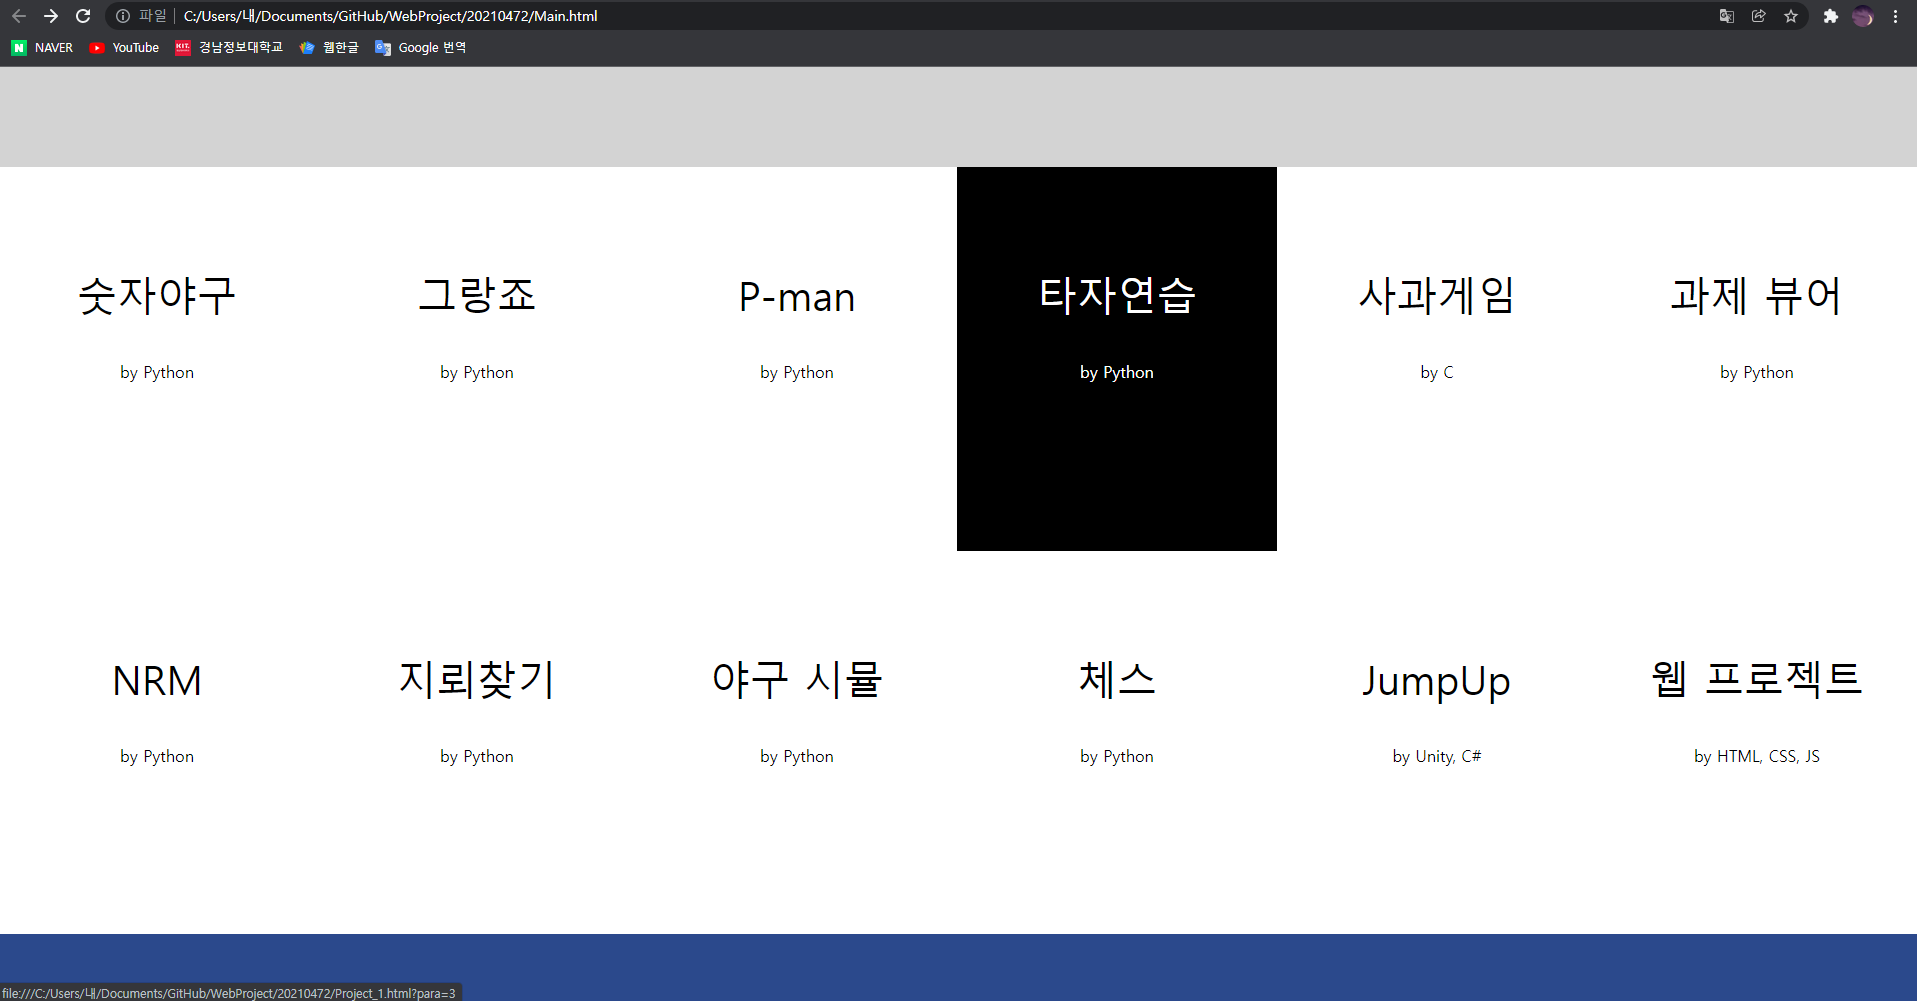 파일 C:/Users/내/Documents/GitHub/WebProject/20210472/Main.html
NAVER YouTube KIT. 경남정보대학교 웹한글 Google 번역
숫자야구 그랑죠 P-man 타자연습 사과게임 과제 뷰어
by Python by Python by Python by Python by C by Python
NRM 지뢰찾기 야구 시뮬 체스 JumpUp 웹 프로젝트
by Python by Python by Python by Python by Unity, C# by HTML, CSS, JS
file:///C:/Users/내/Documents/GitHub/WebProject/20210472/Project_1.html?para=3